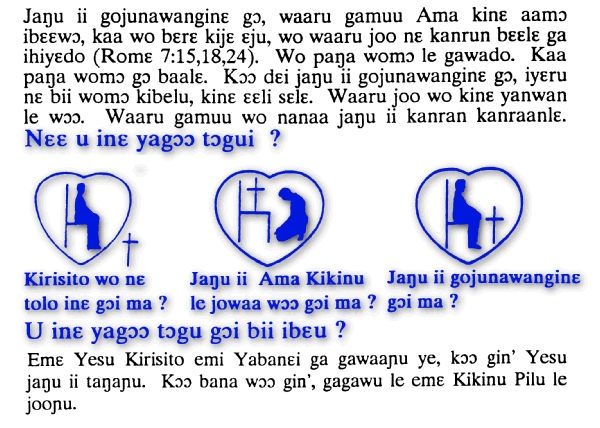 Jaŋu ii gojunawanginɛ gɔ, waaru gamuu Ama kinɛ aamɔ
ibɛɛwɔ, kaa wo bɛrɛ kijɛ ɛju, wo waaru joo nɛ kanrun bɛɛlɛ ga
ihiyɛdo (Rome 7:15,18,24). Wo paŋa womɔ le gawado. Kaa
paŋa womɔ gɔ baalɛ. Kɔɔ dɛi jaŋu ii gojunawanginɛ gɔ, iyɛru
nɛ bii womɔ kibelu, kinɛ ɛɛli sɛlɛ. Waaru joo wo kinɛ yanwan
le wɔɔ. Waaru gamuu wo nanaa jaŋu ii kanran kanraanlɛ.
Nɛɛ u inɛ yagɔɔ tɔgui ?
Kirisito wo nɛ
tolo inɛ gɔi ma ?
Jaŋu ii Ama Kikinu
le jowaa wɔɔ gɔi ma ?
Jaŋu ii gojunawanginɛ
gɔi ma ?
U inɛ yagɔɔ tɔgu gɔi bii ibɛu ?
Emɛ Yesu Kirisito emi Yabanɛi ga gawaaɲu ye, kɔɔ gin' Yesu
jaŋu ii taŋaɲu. Kɔɔ bana wɔɔ gin', gagawu le emɛ Kikinu Pilu le
jooɲu.